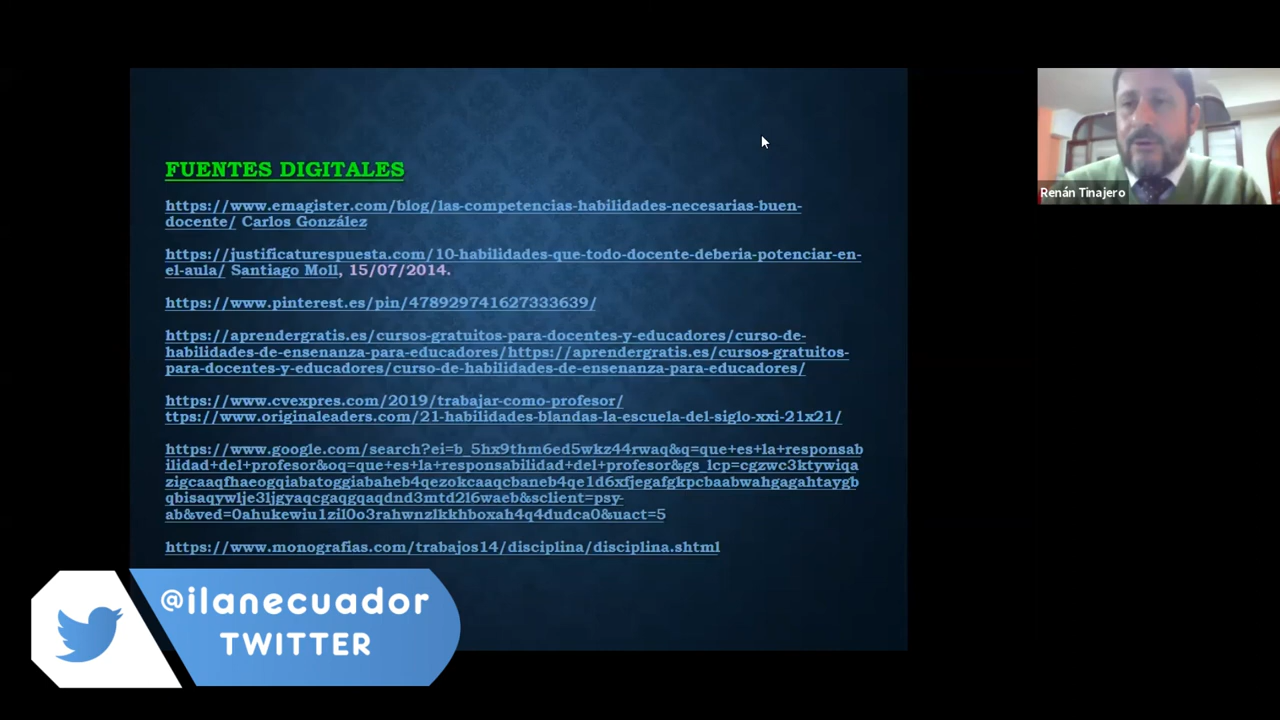 FUENTES DIGITALES
https://www.emagister.com/blog/las-competencias-habilidades-necesarias-buen-
docente/ Carlos González
https://justificaturespuesta.com/10-habilidades-que-todo-docente-deberia-potenciar-en-
el-aula/ Santiago Moll, 15/07/2014.
https://www.pinterest.es/pin/478929741627333639/
https://aprendergratis.es/cursos-gratuitos-para-docentes-y-educadores/curso-de-
habilidades-de-ensenanza-para-educadores/https://aprendergratis.es/cursos-gratuitos-
para-docentes-y-educadores/curso-de-habilidades-de-ensenanza-para-educadores/
https://www.cvexpres.com/2019/trabajar-como-profesor/
ttps://www.originaleaders.com/21-habilidades-blandas-la-escuela-del-siglo-xxi-21x21/
https://www.google.com/search?ei=b_5hx9thm6ed5wkz44rwaq&q=que+es+la+responsab
ilidad+del+profesor&oq=que+es+la+responsabilidad+del+profesor&gs_lcp=cgzwc3ktywiqa
zigcaaqfhaeogqiabatoggiabaheb4qezokcaaqcbaneb4qe1d6xfjegafgkpcbaabwahgagahtaygb
qbisaqywlje3ljgyaqcgaqgqaqdnd3mtd2l6waeb&sclient=psy-
ab&ved=0ahukewiu1zil0o3rahwnzlkkhboxah4q4dudca0&uact=5
https://www.monografias.com/trabajos14/disciplina/disciplina.shtml
Renán Tinajero
@ilanecuador
TWITTER